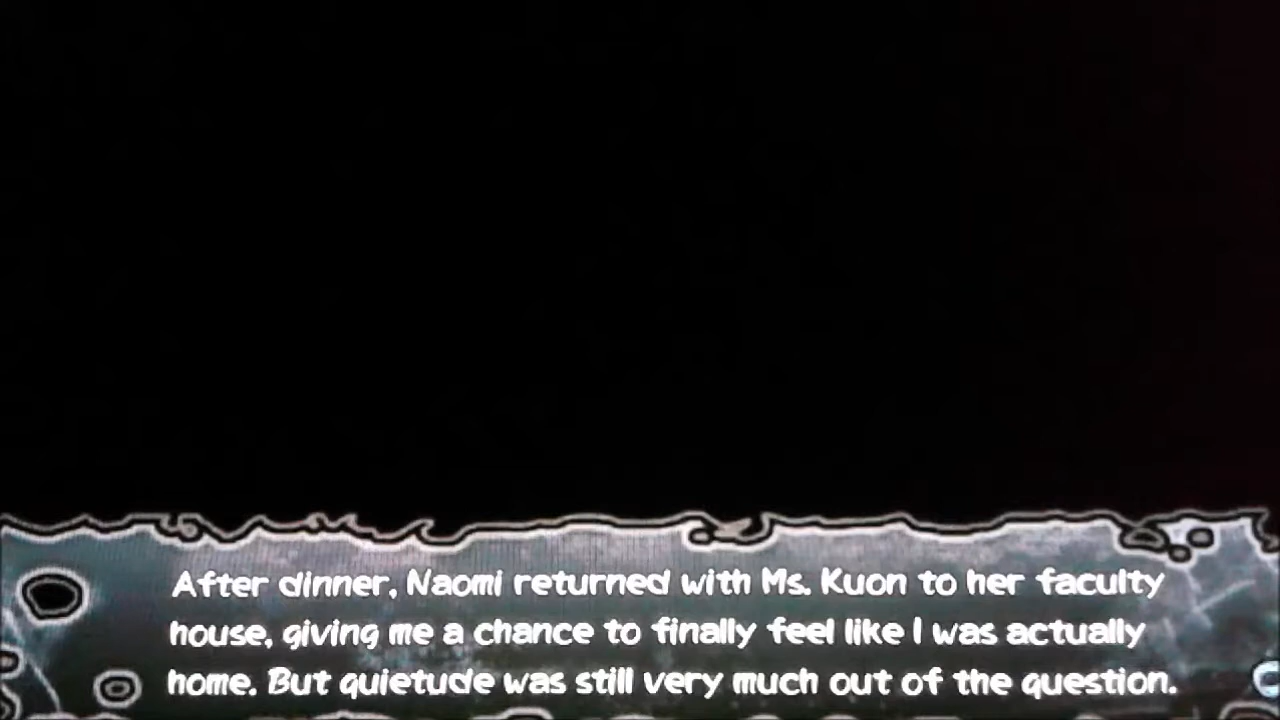 After dinner, Naomi returned with Ms. Kuon to her faculty
house, giving me a chance to finally feel like I was actually
home. But quietude was still very much out of the question.